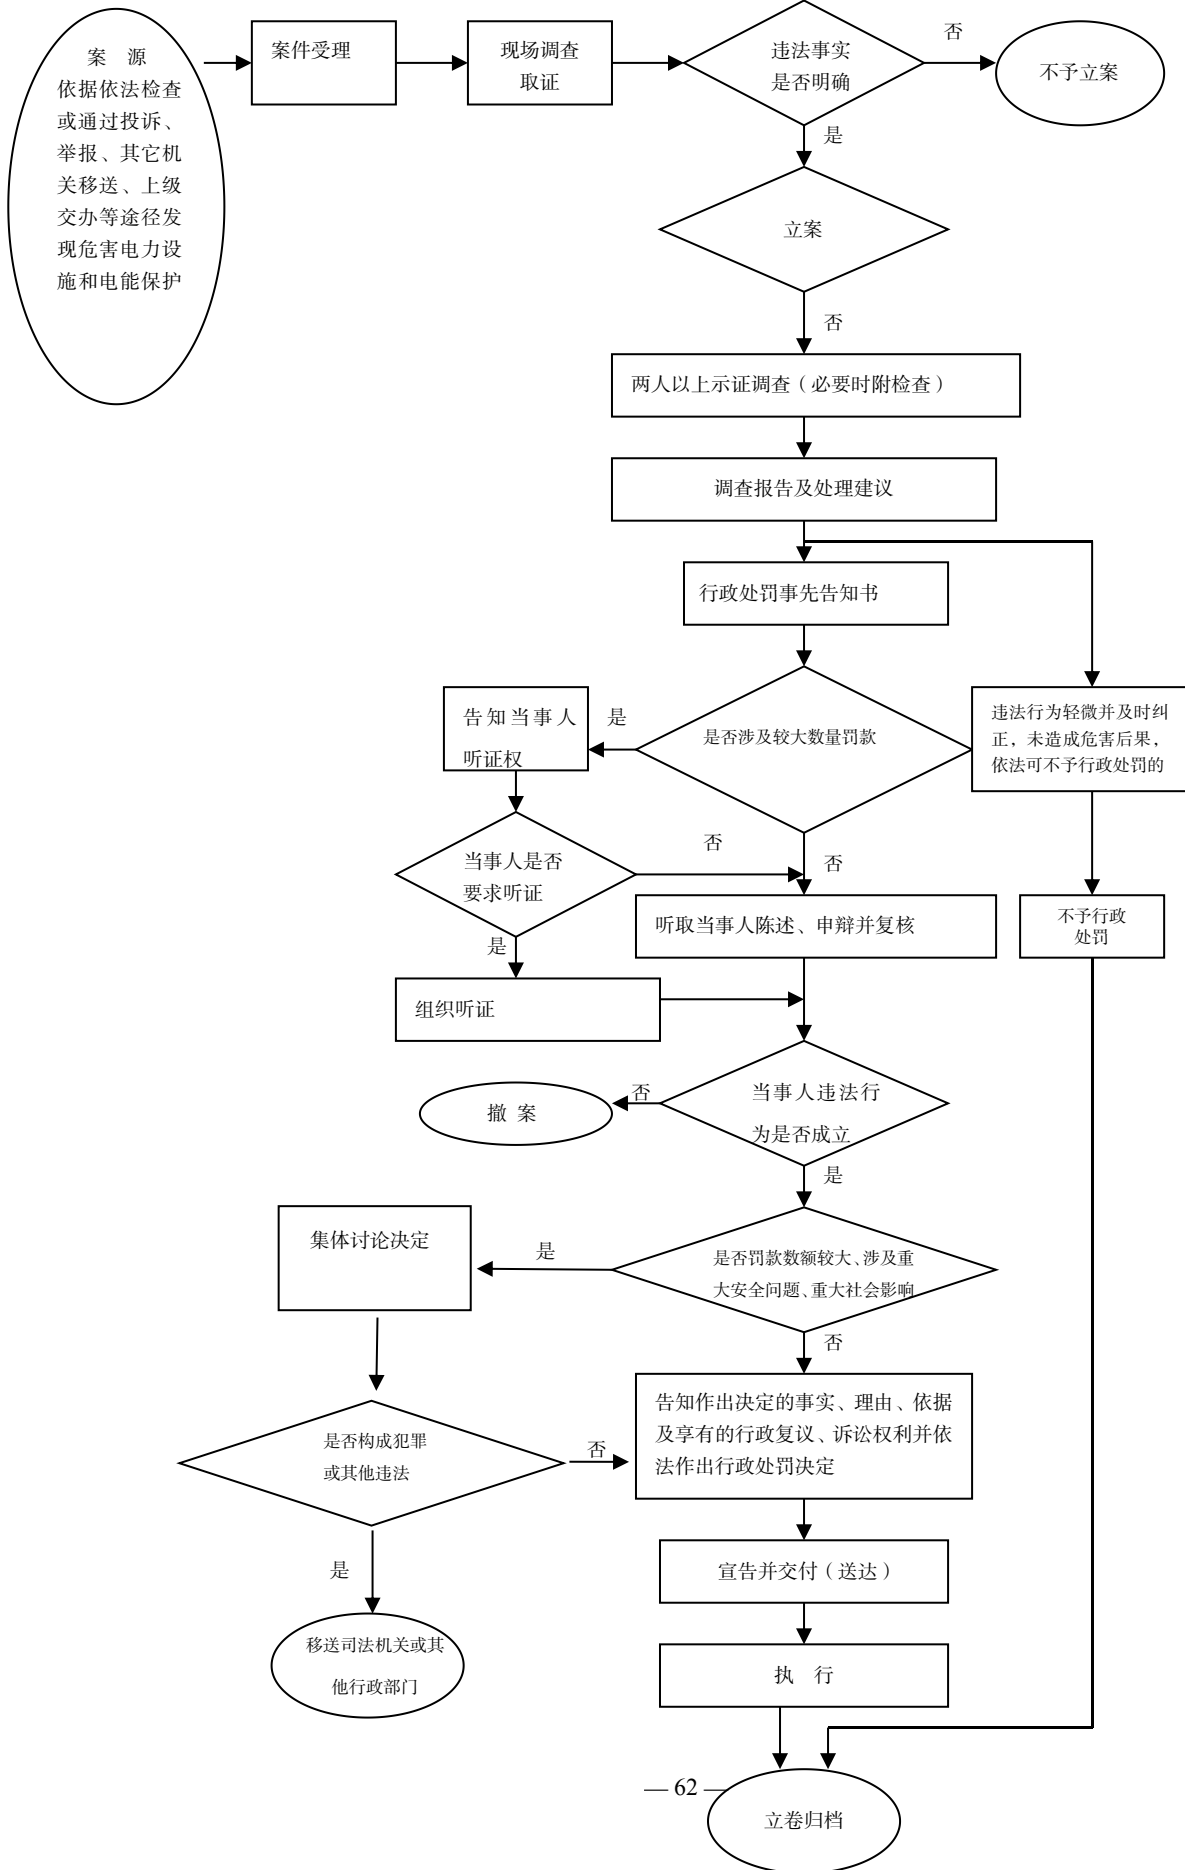 案 源
依据依法检查
或通过投诉、
举报、其它机
关移送、上级
交办等途径发
现危害电力设
施和电能保护
案件受理
现场调查
取证
违法事实
是否明确
否
不予立案
是
立案
否
两人以上示证调查（必要时附检查）
调查报告及处理建议
行政处罚事先告知书
告知当事人
听证权
是
是否涉及较大数量罚款
违法行为轻微并及时纠
正，未造成危害后果，
依法可不予行政处罚的
否
否
当事人是否
要求听证
听取当事人陈述、申辩并复核
不予行政
处罚
是
组织听证
当事人违法行
为是否成立
否
撤 案
是
集体讨论决定
是
是否罚款数额较大、涉及重
大安全问题、重大社会影响
否
告知作出决定的事实、理由、依据
及享有的行政复议、诉讼权利并依
法作出行政处罚决定
是否构成犯罪
或其他违法
否
宣告并交付（送达）
是
移送司法机关或其
他行政部门
执 行
— 62 —
立卷归档